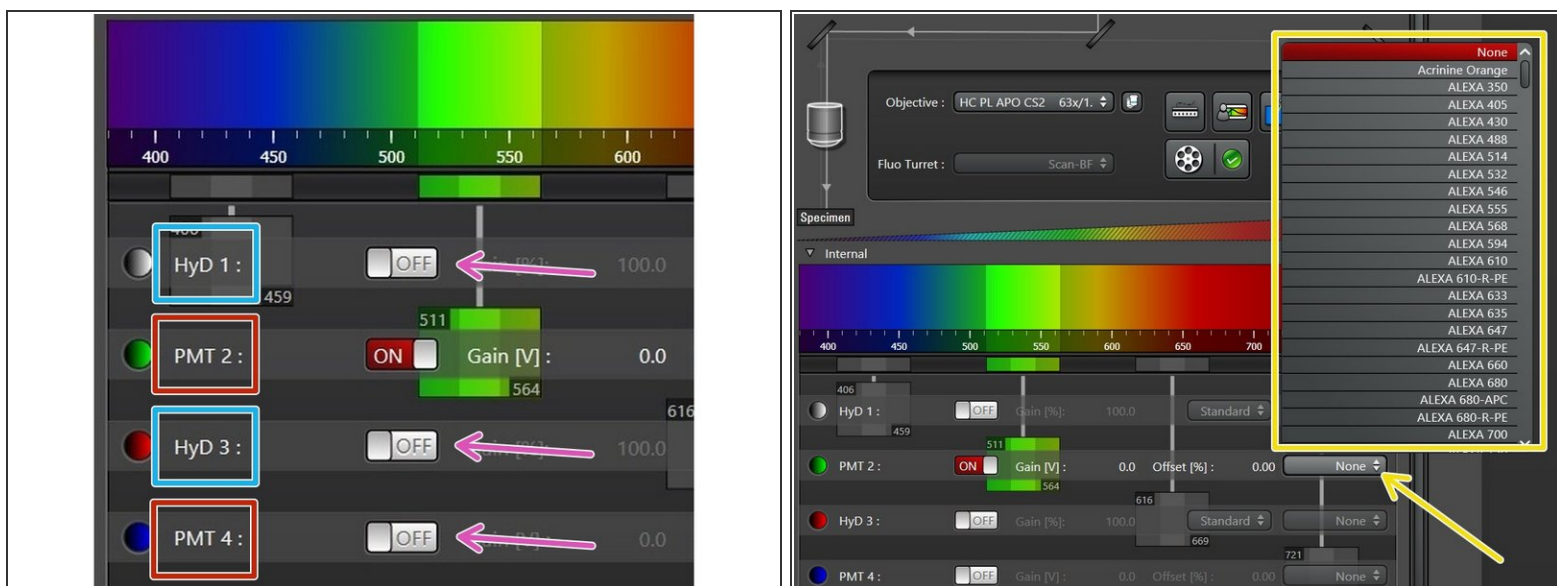 400 450 500 550 600
406
HyD 1 : OFF Gain [%]: 100.0
459
511
PMT 2 : ON Gain [V] : 0.0
564
616
HyD 3 : OFF 100.0
PMT 4 : OFF 0.0
Objective : HC PL APO CS2 63x/1.
Fluo Turret : Scan-BF
Specimen
Internal
400 450 500 550 600 650 700
406
HyD 1 : OFF Gain [%]: 100.0 Standard
459
511
PMT 2 : ON Gain [V] : 0.0 Offset [%] : 0.00 None
564
616
HyD 3 : OFF Gain [%]: 100.0 Standard None
669
721
PMT 4 : OFF Gain [V] : 0.0 Offset [%] : 0.00 None
None
Acrinine Orange
ALEXA 350
ALEXA 405
ALEXA 430
ALEXA 488
ALEXA 514
ALEXA 532
ALEXA 546
ALEXA 555
ALEXA 568
ALEXA 594
ALEXA 610
ALEXA 610-R-PE
ALEXA 633
ALEXA 635
ALEXA 647
ALEXA 647-R-PE
ALEXA 660
ALEXA 680
ALEXA 680-APC
ALEXA 680-R-PE
ALEXA 700